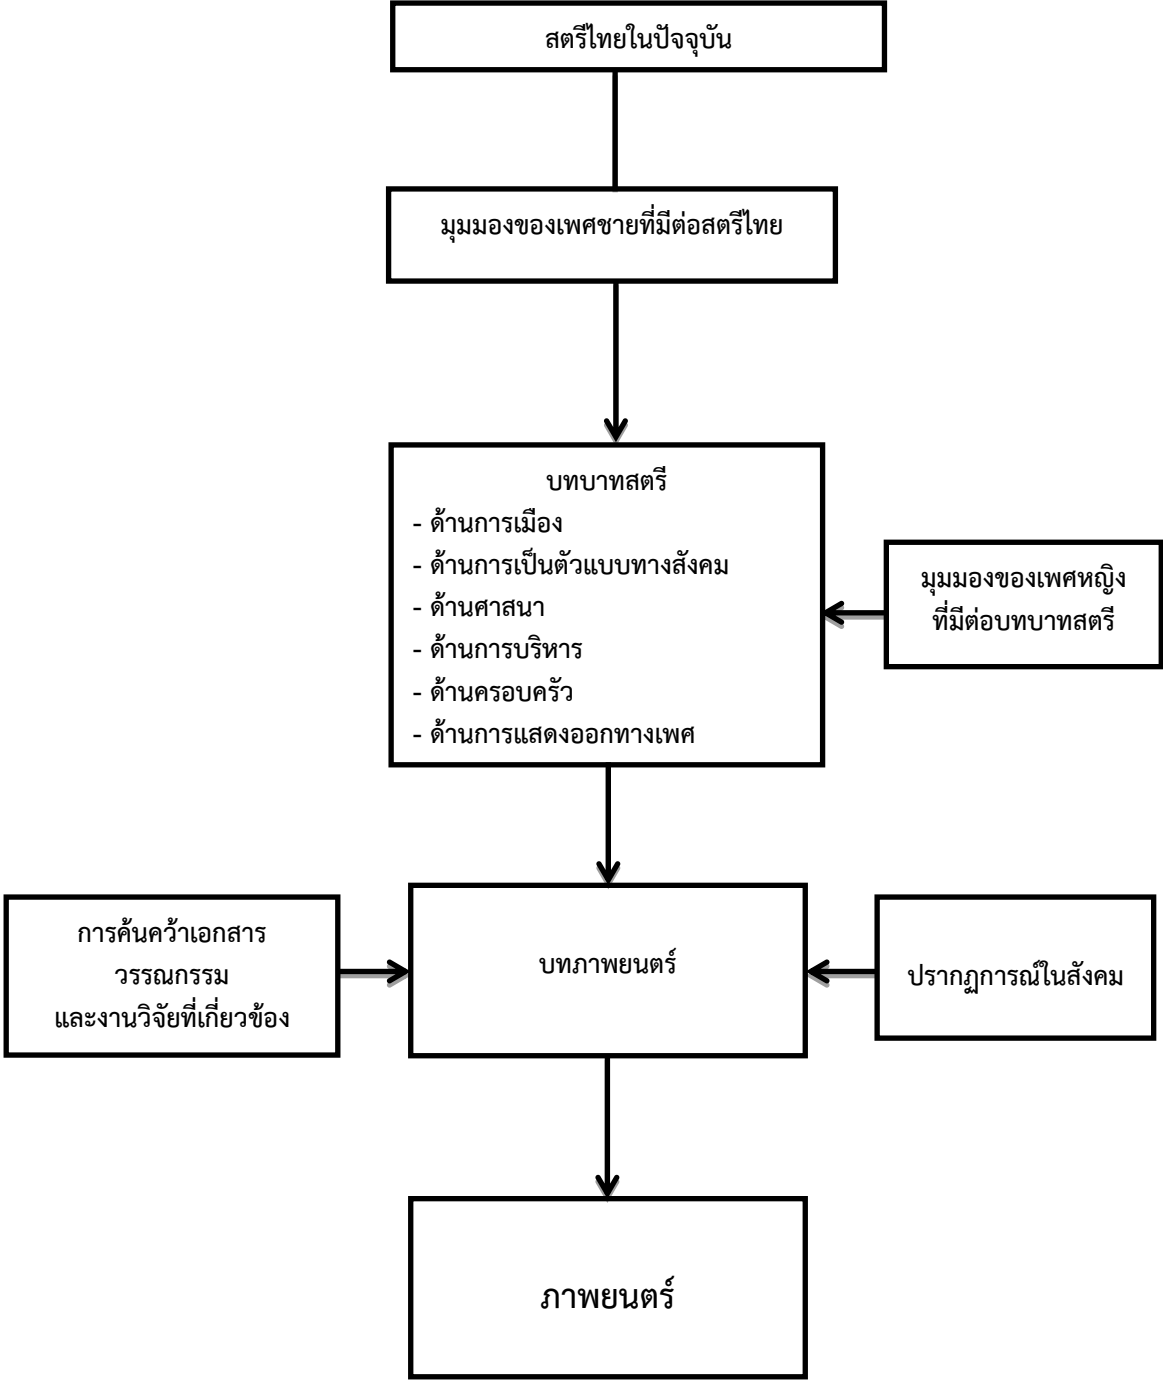 สตรีไทยในปัจจุบัน
มุมมองของเพศชายที่มีต่อสตรีไทย
บทบาทสตรี
- ด้านการเมือง
- ด้านการเป็นตัวแบบทางสังคม
- ด้านศาสนา
- ด้านการบริหาร
- ด้านครอบครัว
- ด้านการแสดงออกทางเพศ
มุมมองของเพศหญิง
ที่มีต่อบทบาทสตรี
การค้นคว้าเอกสาร
วรรณกรรม
และงานวิจัยที่เกี่ยวข้อง
บทภาพยนตร์
ปรากฏการณ์ในสังคม
ภาพยนตร์